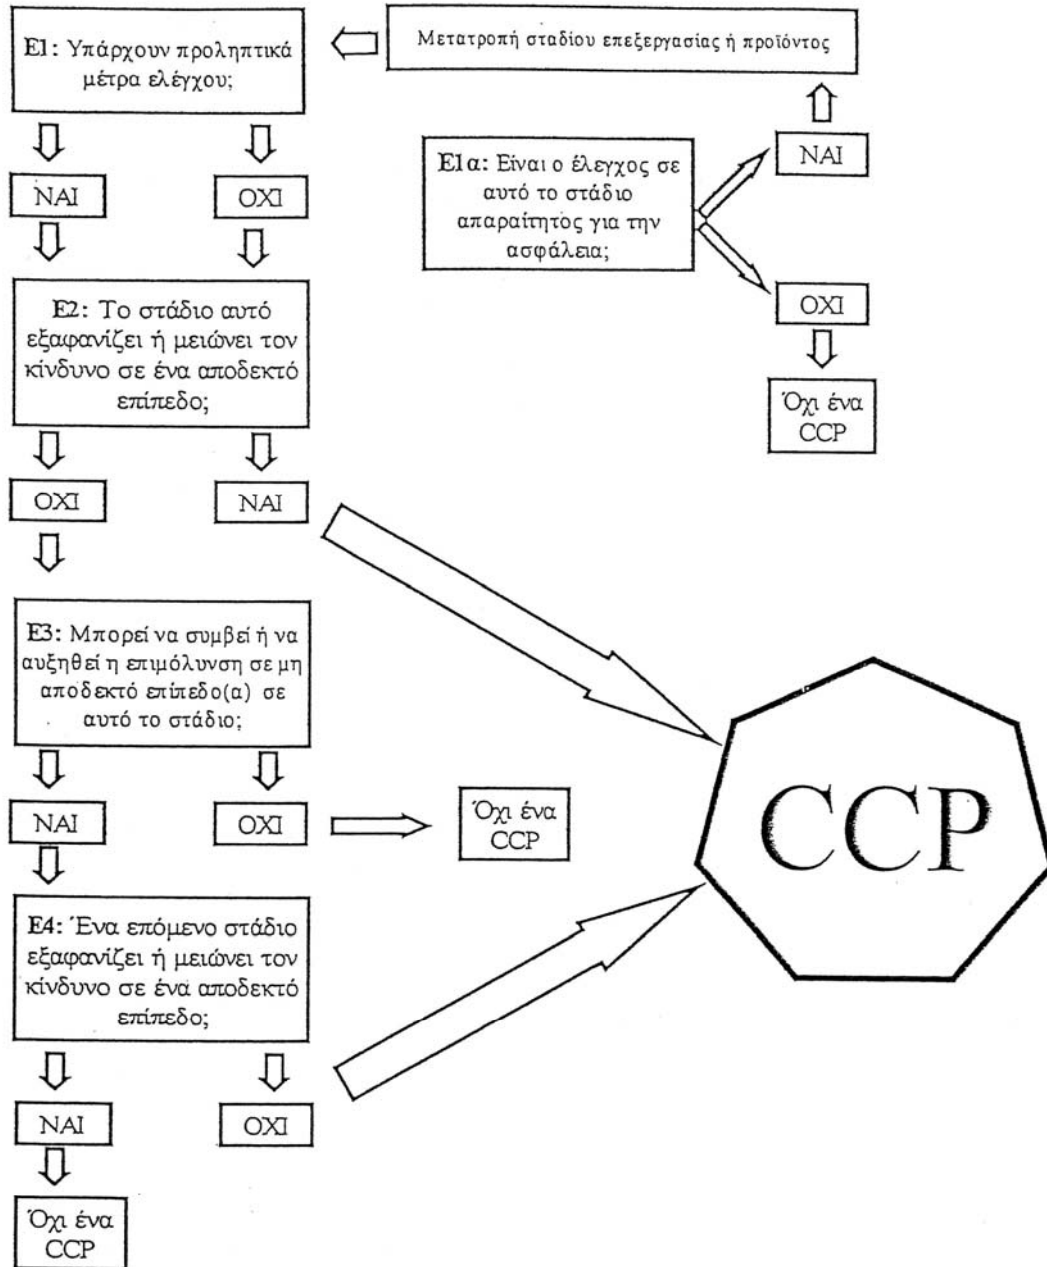 Ε1: Υπάρχουν προληπτικά
μέτρα ελέγχου;
Μετατροπή σταδίου επεξεργασίας ή προϊόντος
ΝΑΙ
ΟΧΙ
Ε1α: Είναι ο έλεγχος σε
αυτό το στάδιο
απαραίτητος για την
ασφάλεια;
ΝΑΙ
ΟΧΙ
Όχι ένα
CCP
Ε2: Το στάδιο αυτό
εξαφανίζει ή μειώνει τον
κίνδυνο σε ένα αποδεκτό
επίπεδο;
ΟΧΙ
ΝΑΙ
Ε3: Μπορεί να συμβεί ή να
αυξηθεί η επιμόλυνση σε μη
αποδεκτό επίπεδο(α) σε
αυτό το στάδιο;
ΝΑΙ
ΟΧΙ
Όχι ένα
CCP
CCP
Ε4: Ένα επόμενο στάδιο
εξαφανίζει ή μειώνει τον
κίνδυνο σε ένα αποδεκτό
επίπεδο;
ΝΑΙ
ΟΧΙ
Όχι ένα
CCP